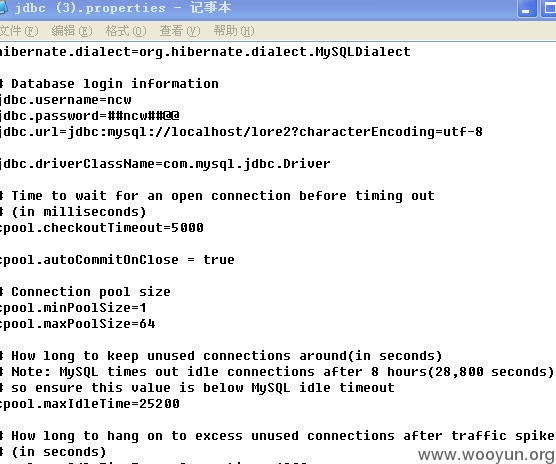 jdbc (3).properties - 记事本
文件(F) 编辑(E) 格式(O) 查看(V) 帮助(H)
hibernate.dialect=org.hibernate.dialect.MySQLDialect
# Database login information
jdbc.username=ncw
jdbc.password=##ncw##@@
jdbc.url=jdbc:mysql://localhost/lore2?characterEncoding=utf-8
jdbc.driverClassName=com.mysql.jdbc.Driver
# Time to wait for an open connection before timing out
# (in milliseconds)
cpool.checkoutTimeout=5000
cpool.autoCommitOnClose = true
# Connection pool size
cpool.minPoolSize=1
cpool.maxPoolSize=64
# How long to keep unused connections around(in seconds)
# Note: MySQL times out idle connections after 8 hours(28,800 seconds)
# so ensure this value is below MySQL idle timeout
cpool.maxIdleTime=25200
# How long to hang on to excess unused connections after traffic spike
# (in seconds)
www.wooyun.org